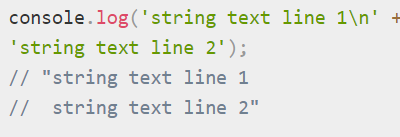 console.log('string text line 1\n' +
'string text line 2');
// "string text line 1
//  string text line 2"